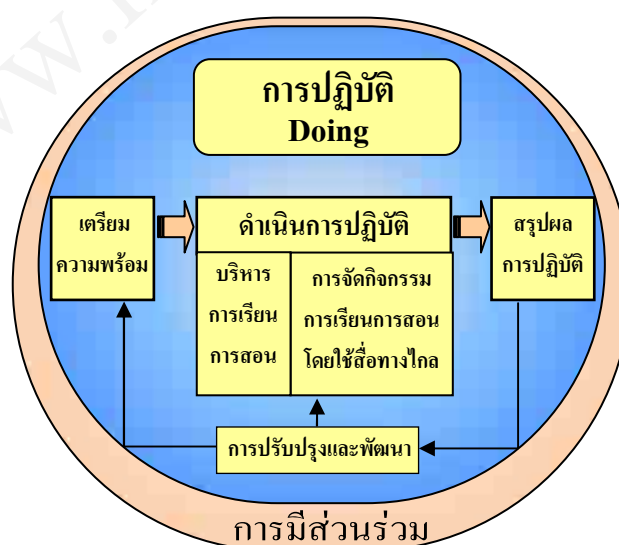 การปฏิบัติ
Doing
เตรียม
ความพร้อม
ดำเนินการปฏิบัติ
บริหาร
การเรียน
การสอน
การจัดกิจกรรม
การเรียนการสอน
โดยใช้สื่อทางไกล
สรุปผล
การปฏิบัติ
การปรับปรุงและพัฒนา
การมีส่วนร่วม